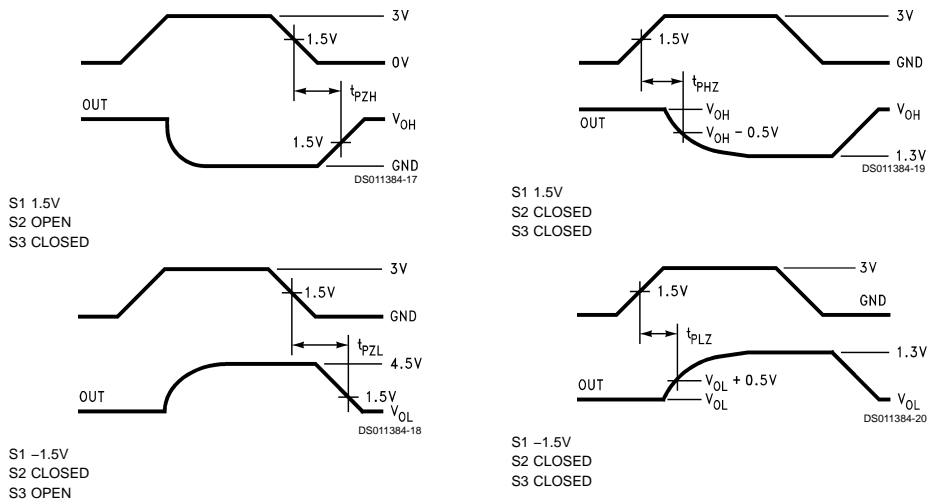 3V
1.5V
0V
tPZH
OUT
VOH
1.5V
GND
DS011384-17
S1 1.5V
S2 OPEN
S3 CLOSED
3V
1.5V
GND
tPHZ
VOH
VOH
OUT
VOH – 0.5V
1.3V
DS011384-19
S1 1.5V
S2 CLOSED
S3 CLOSED
3V
1.5V
GND
tPZL
4.5V
OUT
1.5V
VOL
DS011384-18
S1 –1.5V
S2 CLOSED
S3 OPEN
3V
GND
1.5V
tPLZ
1.3V
OUT
VOL + 0.5V
VOL
VOL
DS011384-20
S1 –1.5V
S2 CLOSED
S3 CLOSED